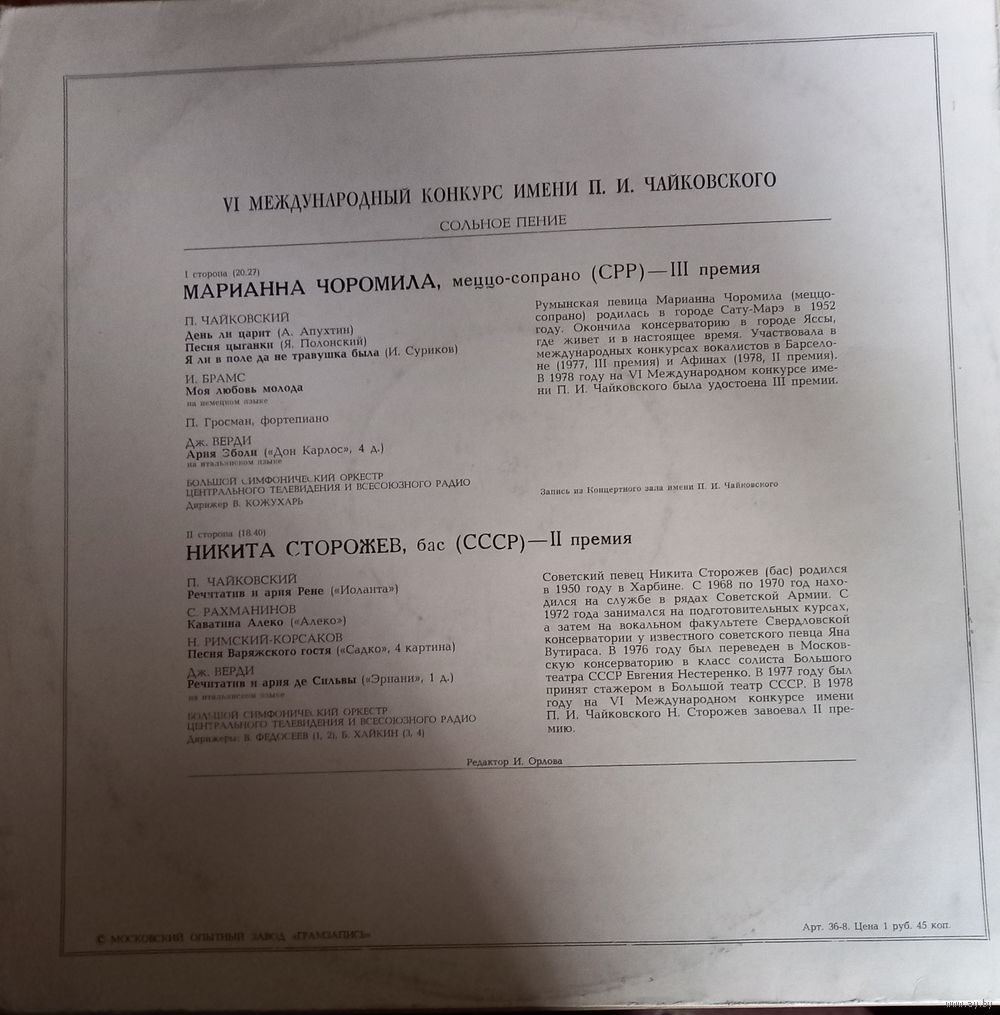 VI МЕЖДУНАРОДНЫЙ КОНКУРС ИМЕНИ П. И. ЧАЙКОВСКОГО
СОЛЬНОЕ ПЕНИЕ
I сторона (20.27)
МАРИАННА ЧОРОМИЛА, меццо-сопрано (СРР)—III премия
П. ЧАЙКОВСКИЙ
День ли царит (А. Апухтин)
Песня цыганки (Я. Полонский)
Я ли в поле да не травушка была (И. Суриков)
И. БРАМС
Моя любовь молода
на немецком языке
П. Гросман, фортепиано
Дж. ВЕРДИ
Ария Эболи («Дон Карлос», 4 д.)
на итальянском языке
БОЛЬШОЙ СИМФОНИЧЕСКИЙ ОРКЕСТР
ЦЕНТРАЛЬНОГО ТЕЛЕВИДЕНИЯ И ВСЕСОЮЗНОГО РАДИО
Дирижер В. КОЖУХАРЬ
Румынская певица Марианна Чоромила (меццо-
сопрано) родилась в городе Сату-Марэ в 1952
году. Окончила консерваторию в городе Яссы,
где живет и в настоящее время. Участвовала в
международных конкурсах вокалистов в Барсело-
не (1977, III премия) и Афинах (1978, II премия).
В 1978 году на VI Международном конкурсе име-
ни П. И. Чайковского была удостоена III премии.
Запись из Концертного зала имени П. И. Чайковского
II сторона (18.40)
НИКИТА СТОРОЖЕВ, бас (СССР)—II премия
П. ЧАЙКОВСКИЙ
Речитатив и ария Рене («Иоланта»)
С. РАХМАНИНОВ
Каватина Алеко («Алеко»)
Н. РИМСКИЙ-КОРСАКОВ
Песня Варяжского гостя («Садко», 4 картина)
Дж. ВЕРДИ
Речитатив и ария де Сильвы («Эрнани», 1 д.)
на итальянском языке
БОЛЬШОЙ СИМФОНИЧЕСКИЙ ОРКЕСТР
ЦЕНТРАЛЬНОГО ТЕЛЕВИДЕНИЯ И ВСЕСОЮЗНОГО РАДИО
Дирижеры: В. ФЕДОСЕЕВ (1, 2), Б. ХАЙКИН (3, 4)
Советский певец Никита Сторожев (бас) родился
в 1950 году в Харбине. С 1968 по 1970 год нахо-
дился на службе в рядах Советской Армии. С
1972 года занимался на подготовительных курсах,
а затем на вокальном факультете Свердловской
консерватории у известного советского певца Яна
Вутираса. В 1976 году был переведен в Москов-
скую консерваторию в класс солиста Большого
театра СССР Евгения Нестеренко. В 1977 году был
принят стажером в Большой театр СССР. В 1978
году на VI Международном конкурсе имени
П. И. Чайковского Н. Сторожев завоевал II пре-
мию.
Редактор И. Орлова
© МОСКОВСКИЙ ОПЫТНЫЙ ЗАВОД «ГРАМЗАПИСЬ»
Арт. 36-8. Цена 1 руб. 45 коп.
www.ay.by